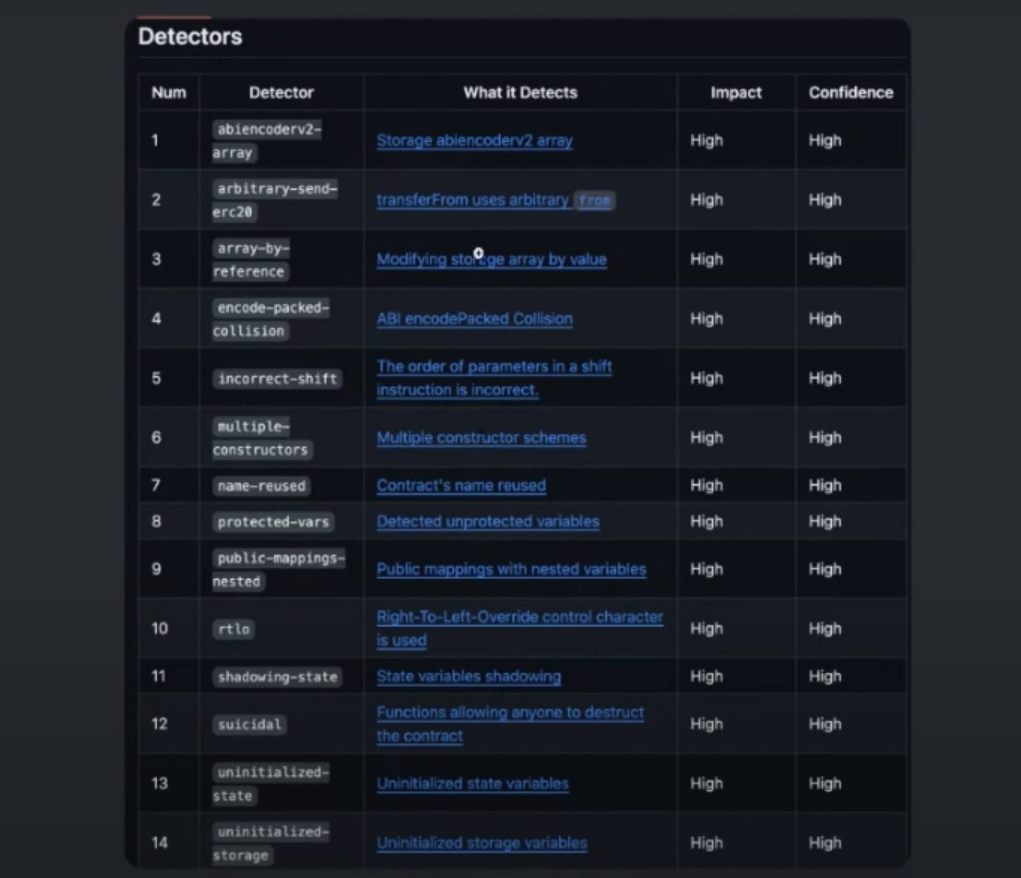 Detectors
Num Detector What it Detects Impact Confidence
1 abiencoderv2-array Storage abiencoderv2 array High High
2 arbitrary-send-erc20 transferFrom uses arbitrary from High High
3 array-by-reference Modifying storage array by value High High
4 encode-packed-collision ABI encodePacked Collision High High
5 incorrect-shift The order of parameters in a shift instruction is incorrect. High High
6 multiple-constructors Multiple constructor schemes High High
7 name-reused Contract's name reused High High
8 protected-vars Detected unprotected variables High High
9 public-mappings-nested Public mappings with nested variables High High
10 rtlo Right-To-Left-Override control character is used High High
11 shadowing-state State variables shadowing High High
12 suicidal Functions allowing anyone to destruct the contract High High
13 uninitialized-state Uninitialized state variables High High
14 uninitialized-storage Uninitialized storage variables High High